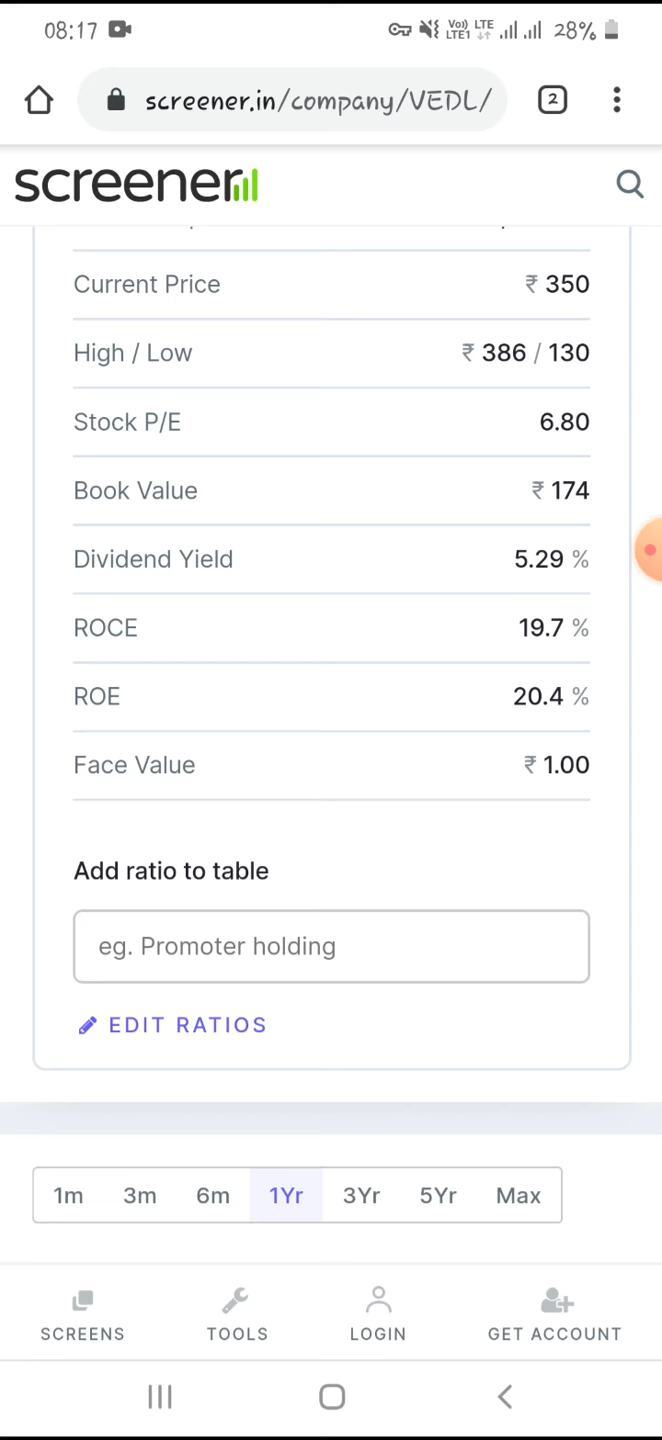 08:17 Vo)) LTE LTE1 28%
screener.in/company/VEDL/ 2
screener
Current Price ₹ 350
High / Low ₹ 386 / 130
Stock P/E 6.80
Book Value ₹ 174
Dividend Yield 5.29 %
ROCE 19.7 %
ROE 20.4 %
Face Value ₹ 1.00
Add ratio to table
eg. Promoter holding
EDIT RATIOS
1m 3m 6m 1Yr 3Yr 5Yr Max
SCREENS TOOLS LOGIN GET ACCOUNT